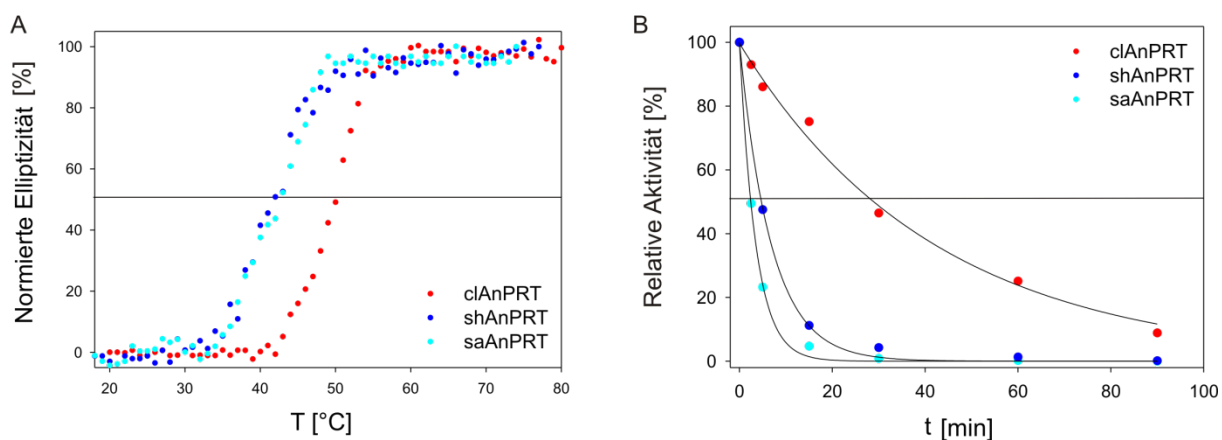 A
Normierte Elliptizität [%]
100
80
60
40
20
0
clAnPRT
shAnPRT
saAnPRT
20 30 40 50 60 70 80
T [°C]
B
Relative Aktivität [%]
100
80
60
40
20
0
clAnPRT
shAnPRT
saAnPRT
0 20 40 60 80 100
t [min]